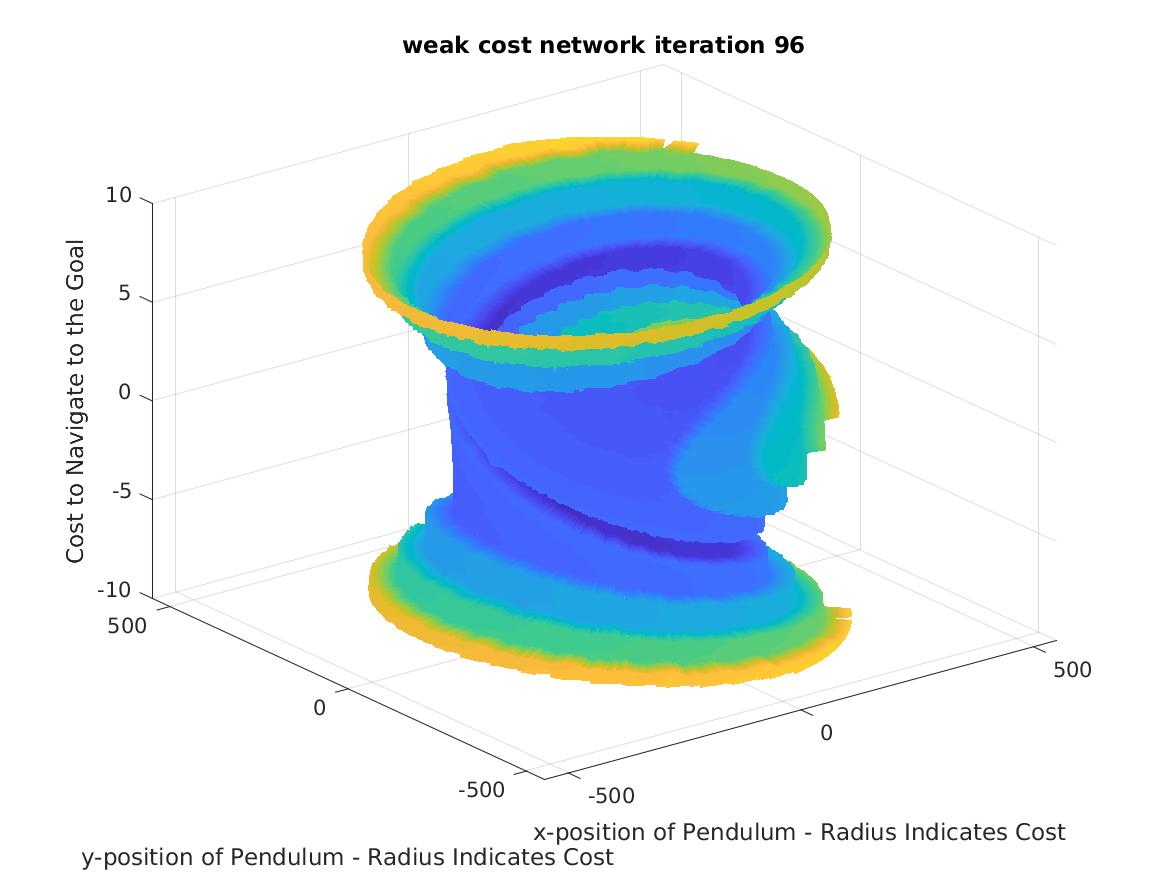 weak cost network iteration 96
Cost to Navigate to the Goal
10
5
0
-5
-10
500
0
-500
-500
0
500
x-position of Pendulum - Radius Indicates Cost
y-position of Pendulum - Radius Indicates Cost